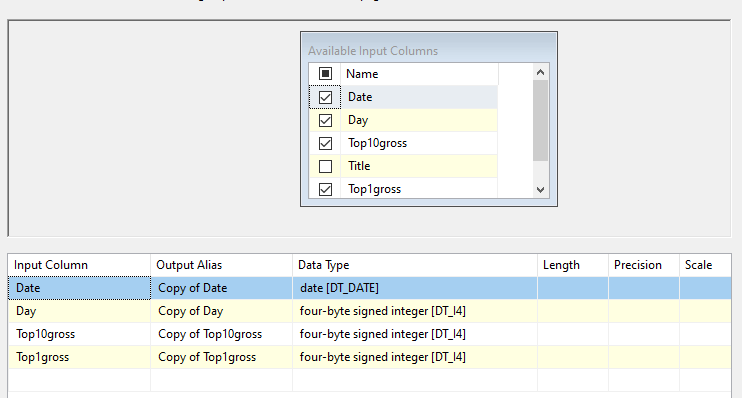 Available Input Columns
Name
Date
Day
Top10gross
Title
Top1gross
Input Column Output Alias Data Type Length Precision Scale
Date Copy of Date date [DT_DATE]
Day Copy of Day four-byte signed integer [DT_I4]
Top10gross Copy of Top10gross four-byte signed integer [DT_I4]
Top1gross Copy of Top1gross four-byte signed integer [DT_I4]